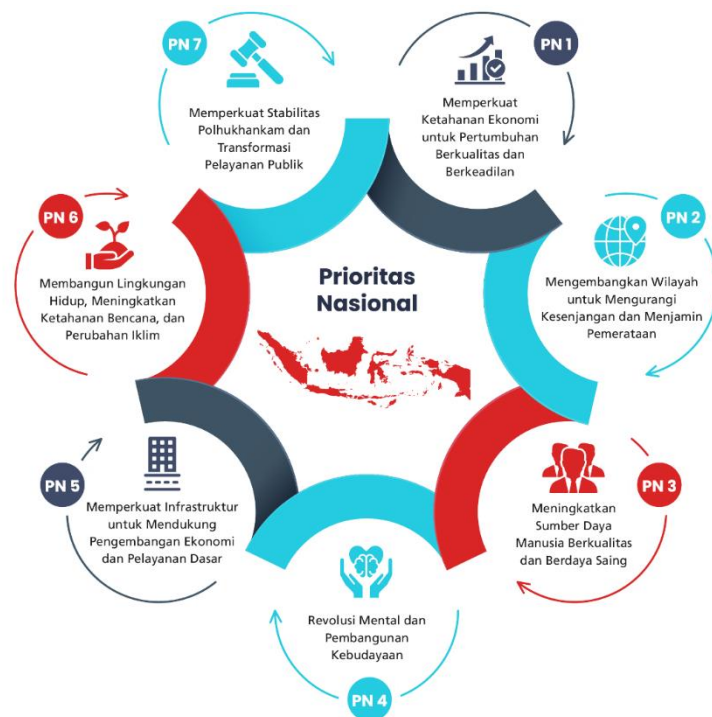 Prioritas
Nasional
PN 1
Memperkuat
Ketahanan Ekonomi
untuk Pertumbuhan
Berkualitas dan
Berkeadilan
PN 2
Mengembangkan Wilayah
untuk Mengurangi
Kesenjangan dan Menjamin
Pemerataan
PN 3
Meningkatkan
Sumber Daya
Manusia Berkualitas
dan Berdaya Saing
PN 4
Revolusi Mental dan
Pembangunan
Kebudayaan
PN 5
Memperkuat Infrastruktur
untuk Mendukung
Pengembangan Ekonomi
dan Pelayanan Dasar
PN 6
Membangun Lingkungan
Hidup, Meningkatkan
Ketahanan Bencana, dan
Perubahan Iklim
PN 7
Memperkuat Stabilitas
Polhukhankam dan
Transformasi
Pelayanan Publik